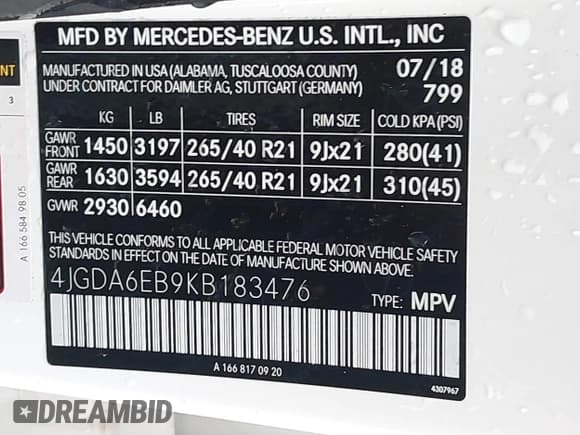 MFD BY MERCEDES-BENZ U.S. INTL., INC
MANUFACTURED IN USA (ALABAMA, TUSCALOOSA COUNTY) 07/18
UNDER CONTRACT FOR DAIMLER AG, STUTTGART (GERMANY) 799
KG LB TIRES RIM SIZE COLD KPA(PSI)
GAWR FRONT 1450 3197 265/40 R21 9Jx21 280(41)
GAWR REAR 1630 3594 265/40 R21 9Jx21 310(45)
GVWR 2930 6460
THIS VEHICLE CONFORMS TO ALL APPLICABLE FEDERAL MOTOR VEHICLE SAFETY
STANDARDS IN EFFECT ON THE DATE OF MANUFACTURE SHOWN ABOVE.
4JGDA6EB9KB183476 TYPE: MPV
A 166 817 09 20
4307967
3
A 166 584 98 05
DREAMBID